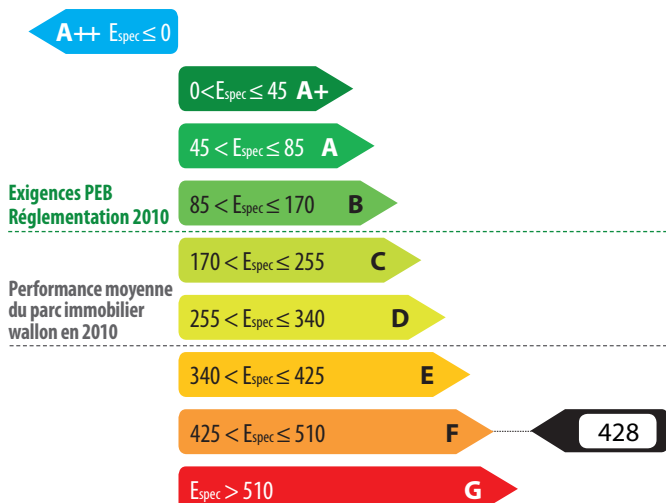 A++ Espec ≤ 0
0<Espec ≤ 45 A+
45 < Espec ≤ 85 A
Exigences PEB
Réglementation 2010
85 < Espec ≤ 170 B
170 < Espec ≤ 255 C
Performance moyenne
du parc immobilier
wallon en 2010
255 < Espec ≤ 340 D
340 < Espec ≤ 425 E
425 < Espec ≤ 510 F
428
Espec > 510 G